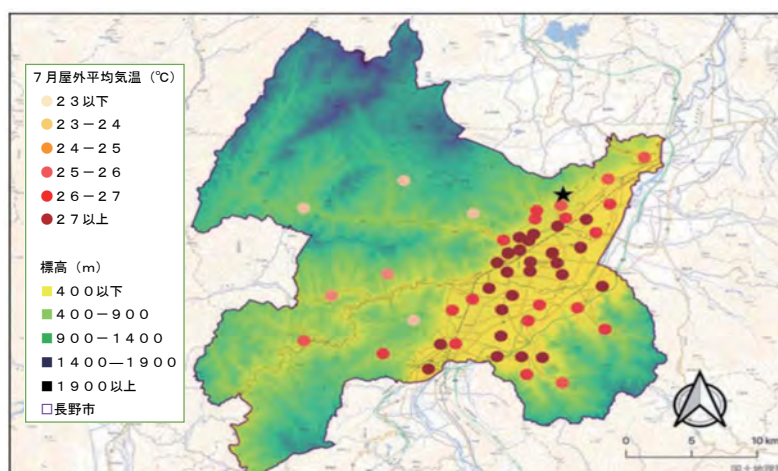 ７月屋外平均気温（℃）
２３以下
２３－２４
２４－２５
２５－２６
２６－２７
２７以上
標高（ｍ）
４００以下
４００－９００
９００－１４００
１４００―１９００
１９００以上
長野市
0 5 10 km